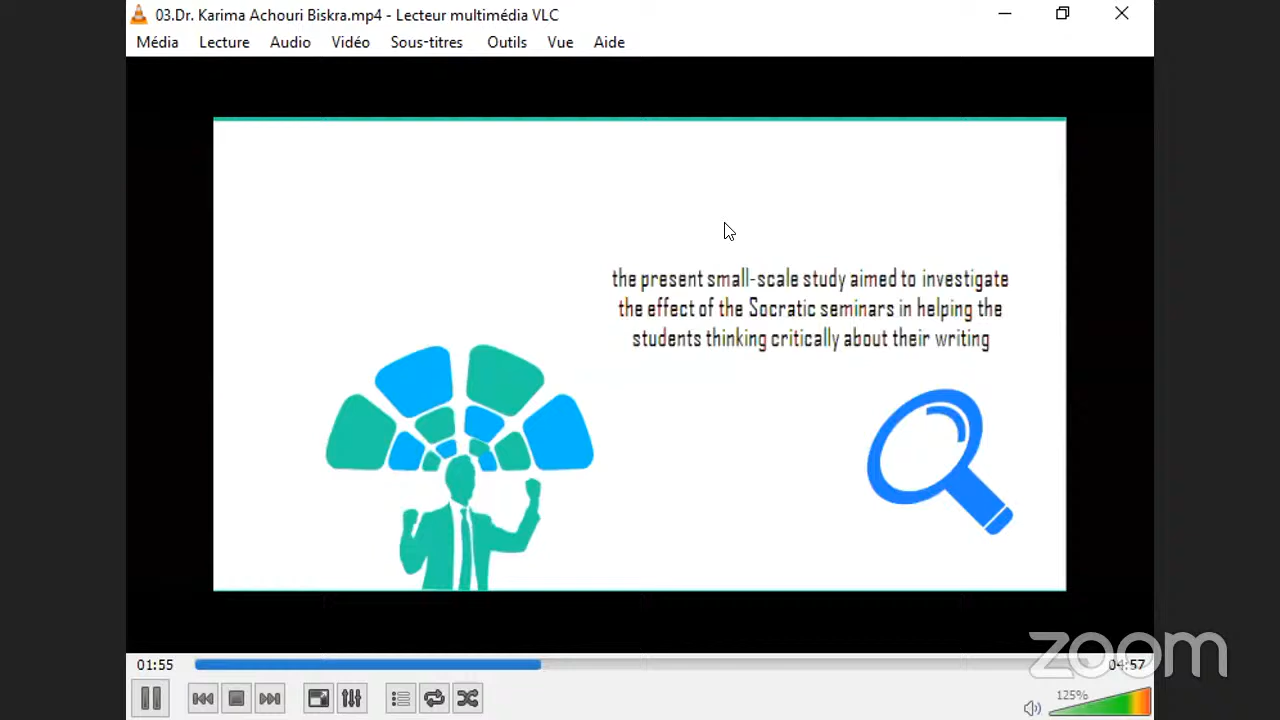 03.Dr. Karima Achouri Biskra.mp4 - Lecteur multimédia VLC
Média Lecture Audio Vidéo Sous-titres Outils Vue Aide
the present small-scale study aimed to investigate
the effect of the Socratic seminars in helping the
students thinking critically about their writing
zoom
01:55
04:57
125%